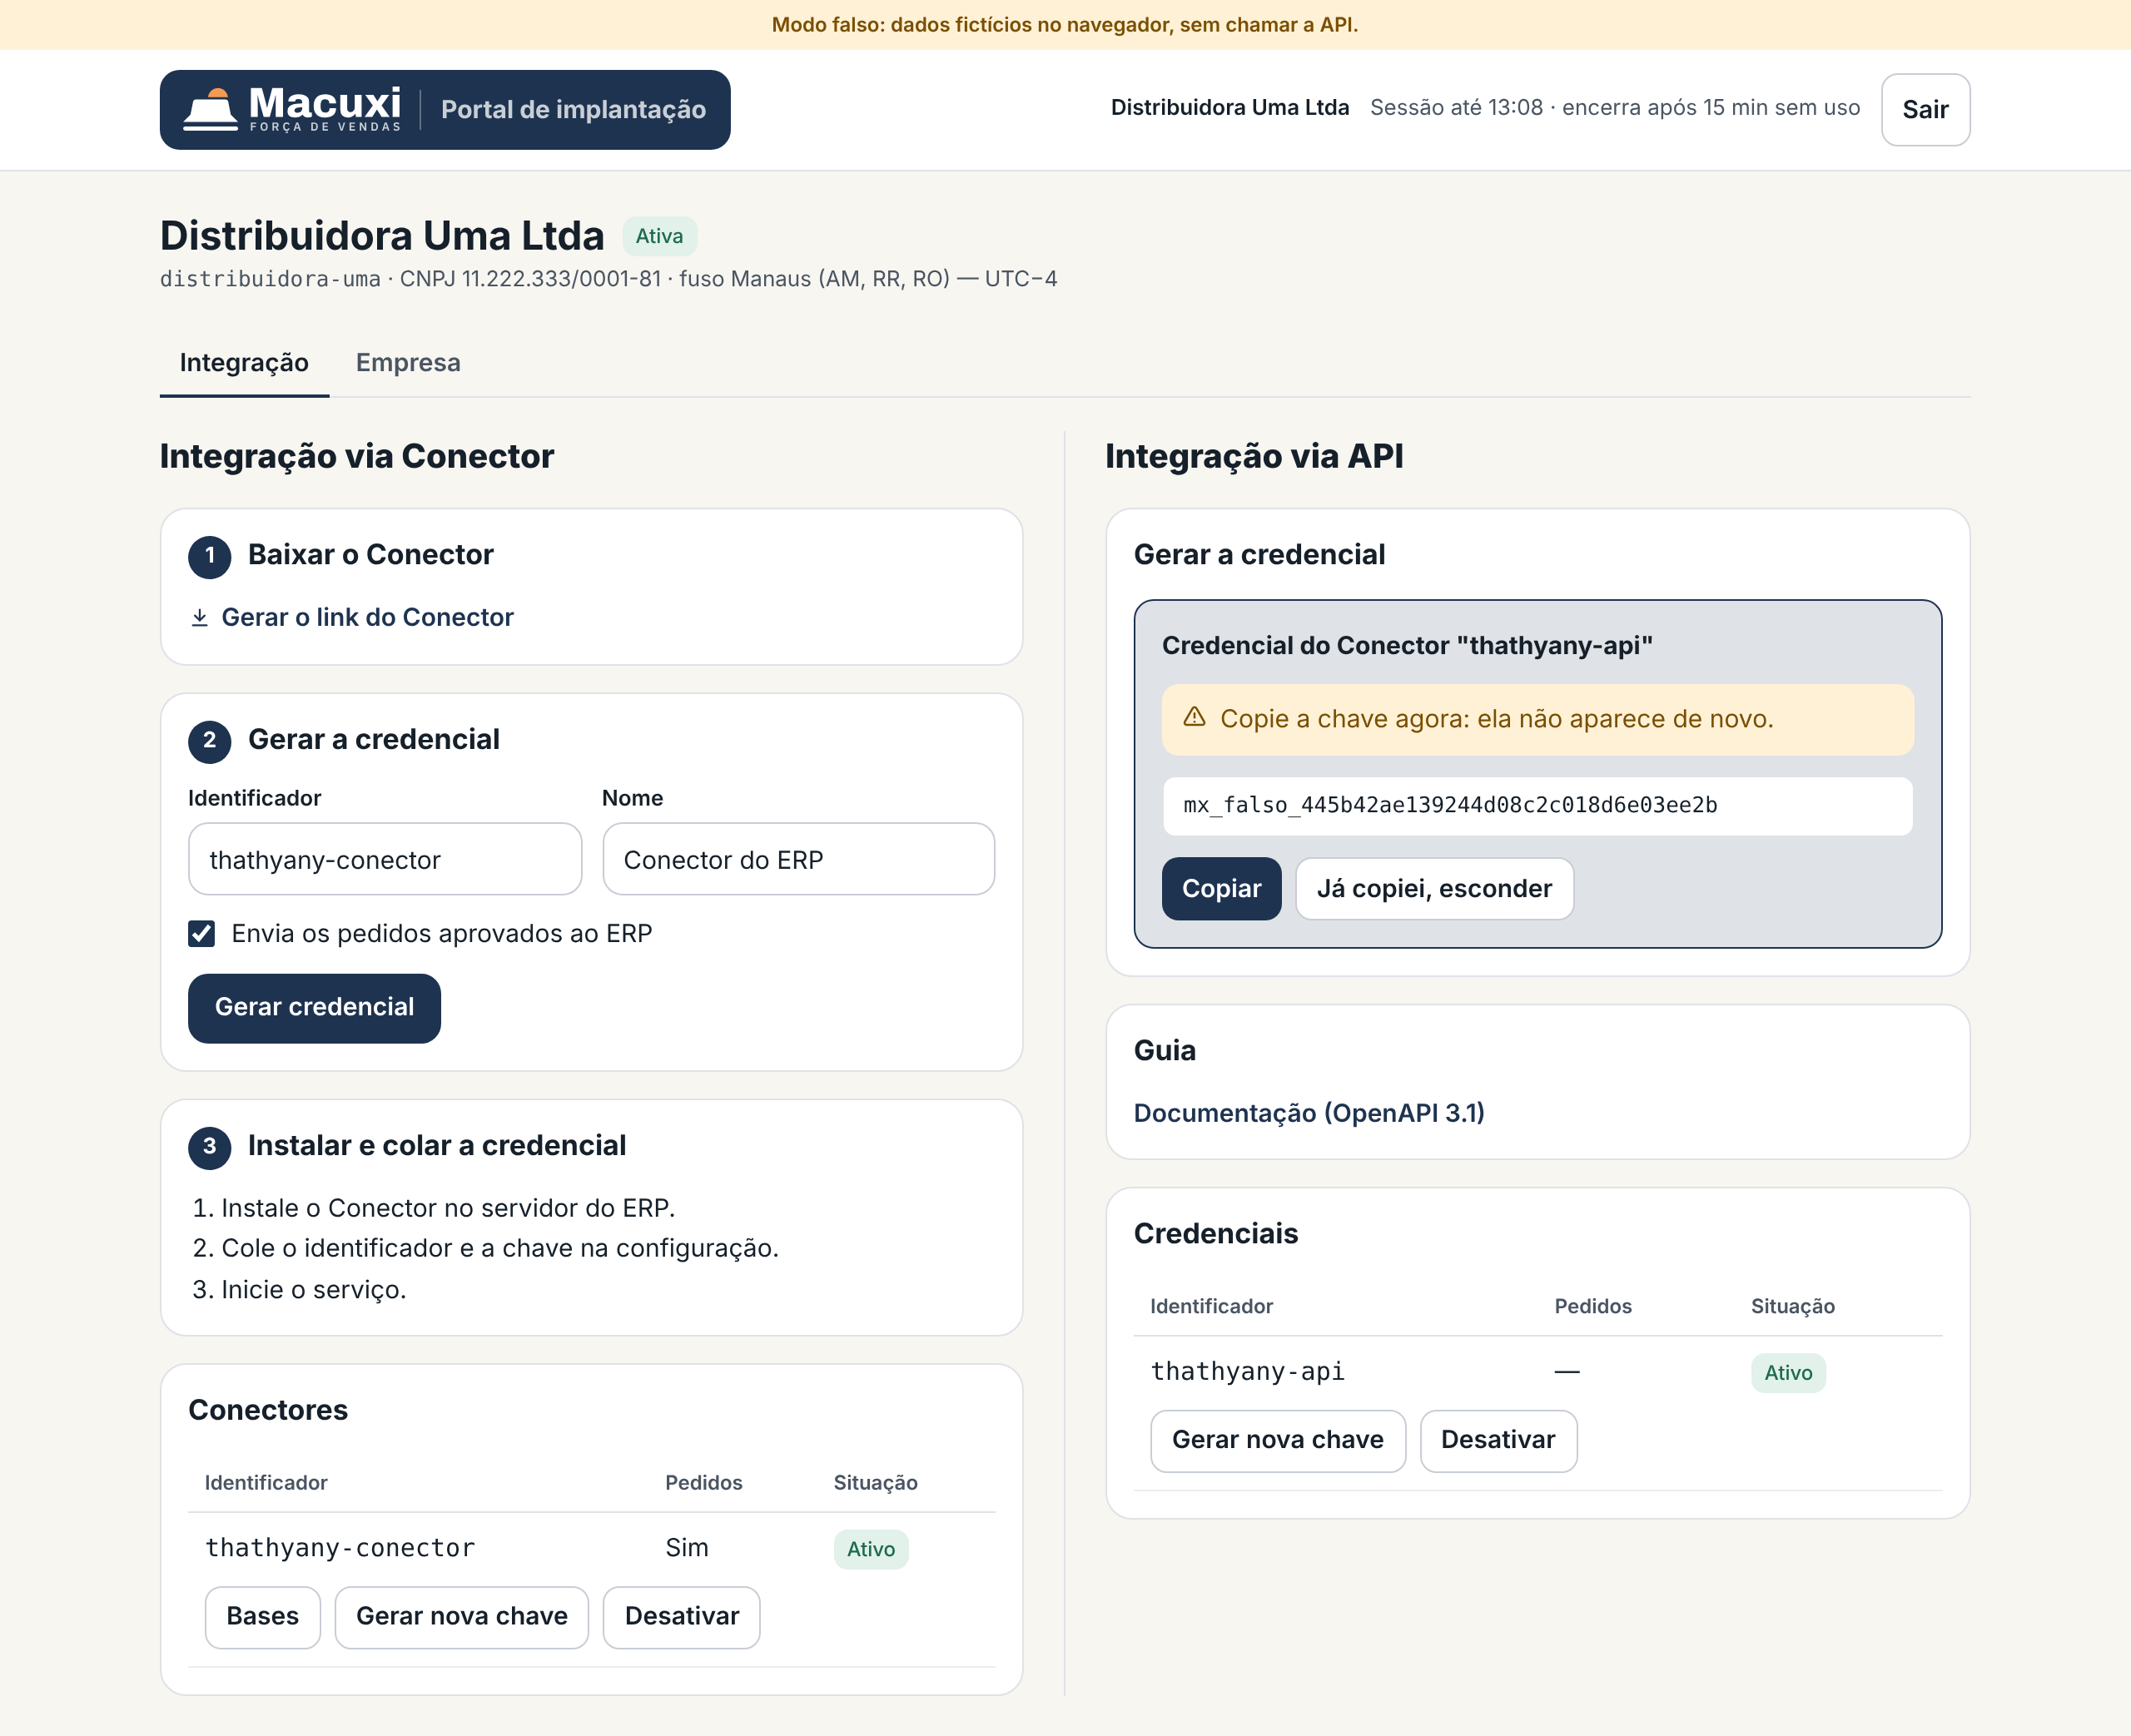 Modo falso: dados fictícios no navegador, sem chamar a API.
Macuxi
FORÇA DE VENDAS
Portal de implantação
Distribuidora Uma Ltda
Sessão até 13:08 · encerra após 15 min sem uso
Sair
Distribuidora Uma Ltda
Ativa
distribuidora-uma · CNPJ 11.222.333/0001-81 · fuso Manaus (AM, RR, RO) — UTC−4
Integração
Empresa
Integração via Conector
1
Baixar o Conector
Gerar o link do Conector
2
Gerar a credencial
Identificador
Nome
thathyany-conector
Conector do ERP
Envia os pedidos aprovados ao ERP
Gerar credencial
3
Instalar e colar a credencial
1. Instale o Conector no servidor do ERP.
2. Cole o identificador e a chave na configuração.
3. Inicie o serviço.
Conectores
Identificador
Pedidos
Situação
thathyany-conector
Sim
Ativo
Bases
Gerar nova chave
Desativar
Integração via API
Gerar a credencial
Credencial do Conector "thathyany-api"
Copie a chave agora: ela não aparece de novo.
mx_falso_445b42ae139244d08c2c018d6e03ee2b
Copiar
Já copiei, esconder
Guia
Documentação (OpenAPI 3.1)
Credenciais
Identificador
Pedidos
Situação
thathyany-api
—
Ativo
Gerar nova chave
Desativar